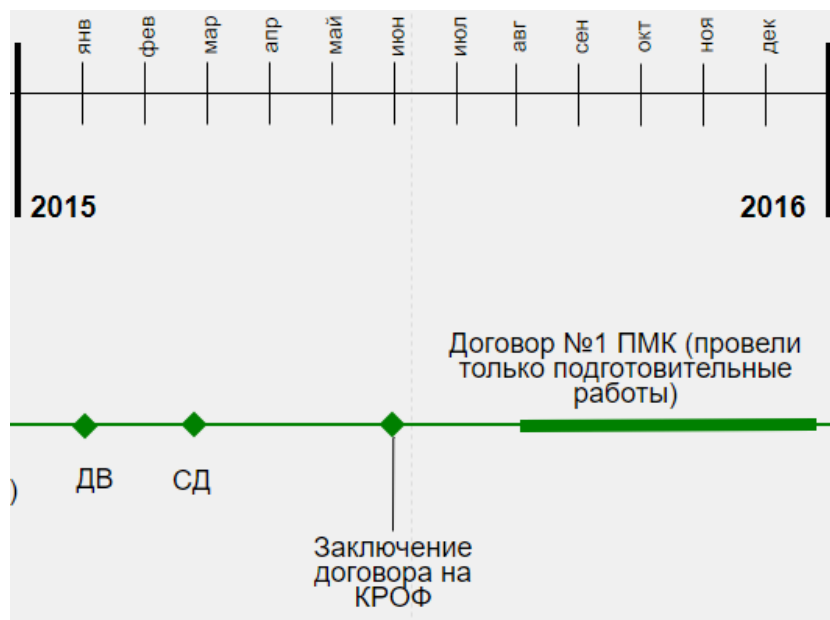 янв
фев
мар
апр
май
июн
июл
авг
сен
окт
ноя
дек
2015
2016
Договор №1 ПМК (провели
только подготовительные
работы)
)
ДВ
СД
Заключение
договора на
КРОФ